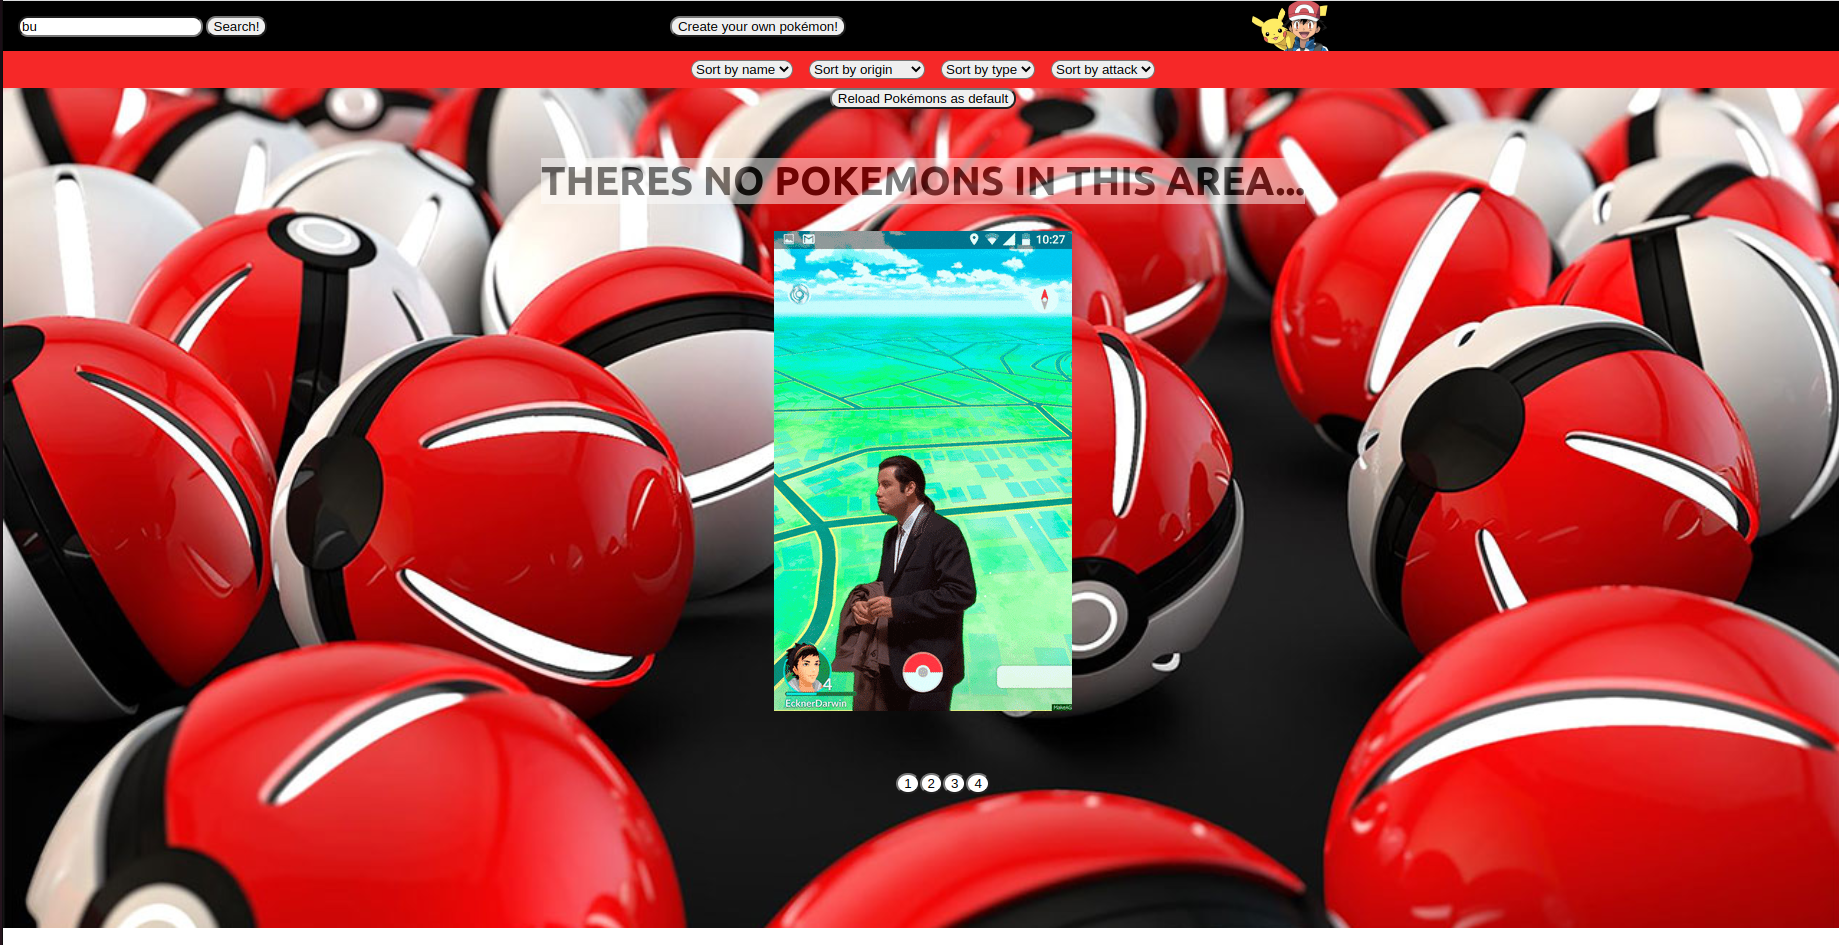 bu
Search!
Create your own pokémon!
Sort by name
Sort by origin
Sort by type
Sort by attack
Reload Pokémons as default
THERES NO POKEMONS IN THIS AREA...
10:27
4
EcknerDarwin
1 2 3 4